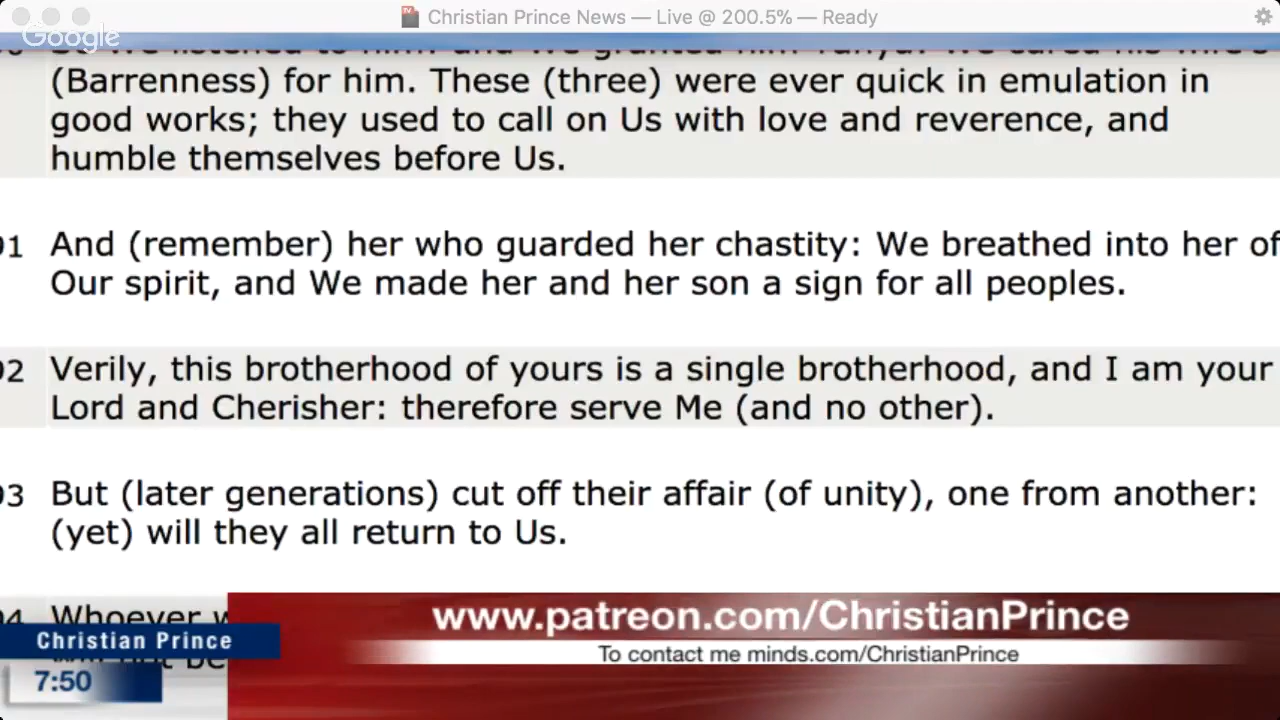 Christian Prince News — Live @ 200.5% — Ready
Google
(Barrenness) for him. These (three) were ever quick in emulation in
good works; they used to call on Us with love and reverence, and
humble themselves before Us.
91 And (remember) her who guarded her chastity: We breathed into her of
Our spirit, and We made her and her son a sign for all peoples.
92 Verily, this brotherhood of yours is a single brotherhood, and I am your
Lord and Cherisher: therefore serve Me (and no other).
93 But (later generations) cut off their affair (of unity), one from another:
(yet) will they all return to Us.
94 Whoever
www.patreon.com/ChristianPrince
Christian Prince
To contact me minds.com/ChristianPrince
7:50